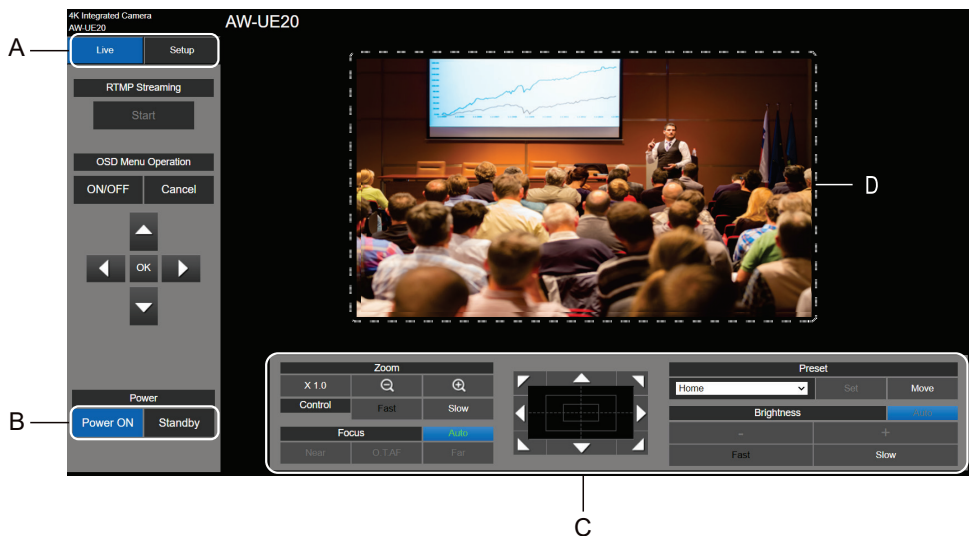 4K Integrated Camera
AW-UE20
AW-UE20
A
Live Setup
RTMP Streaming
Start
OSD Menu Operation
ON/OFF Cancel
OK
D
Power
B
Power ON Standby
Zoom
X 1.0
Control Fast Slow
Focus Auto
Near O.T.AF Far
Preset
Home Set Move
Brightness Auto
- +
Fast Slow
C